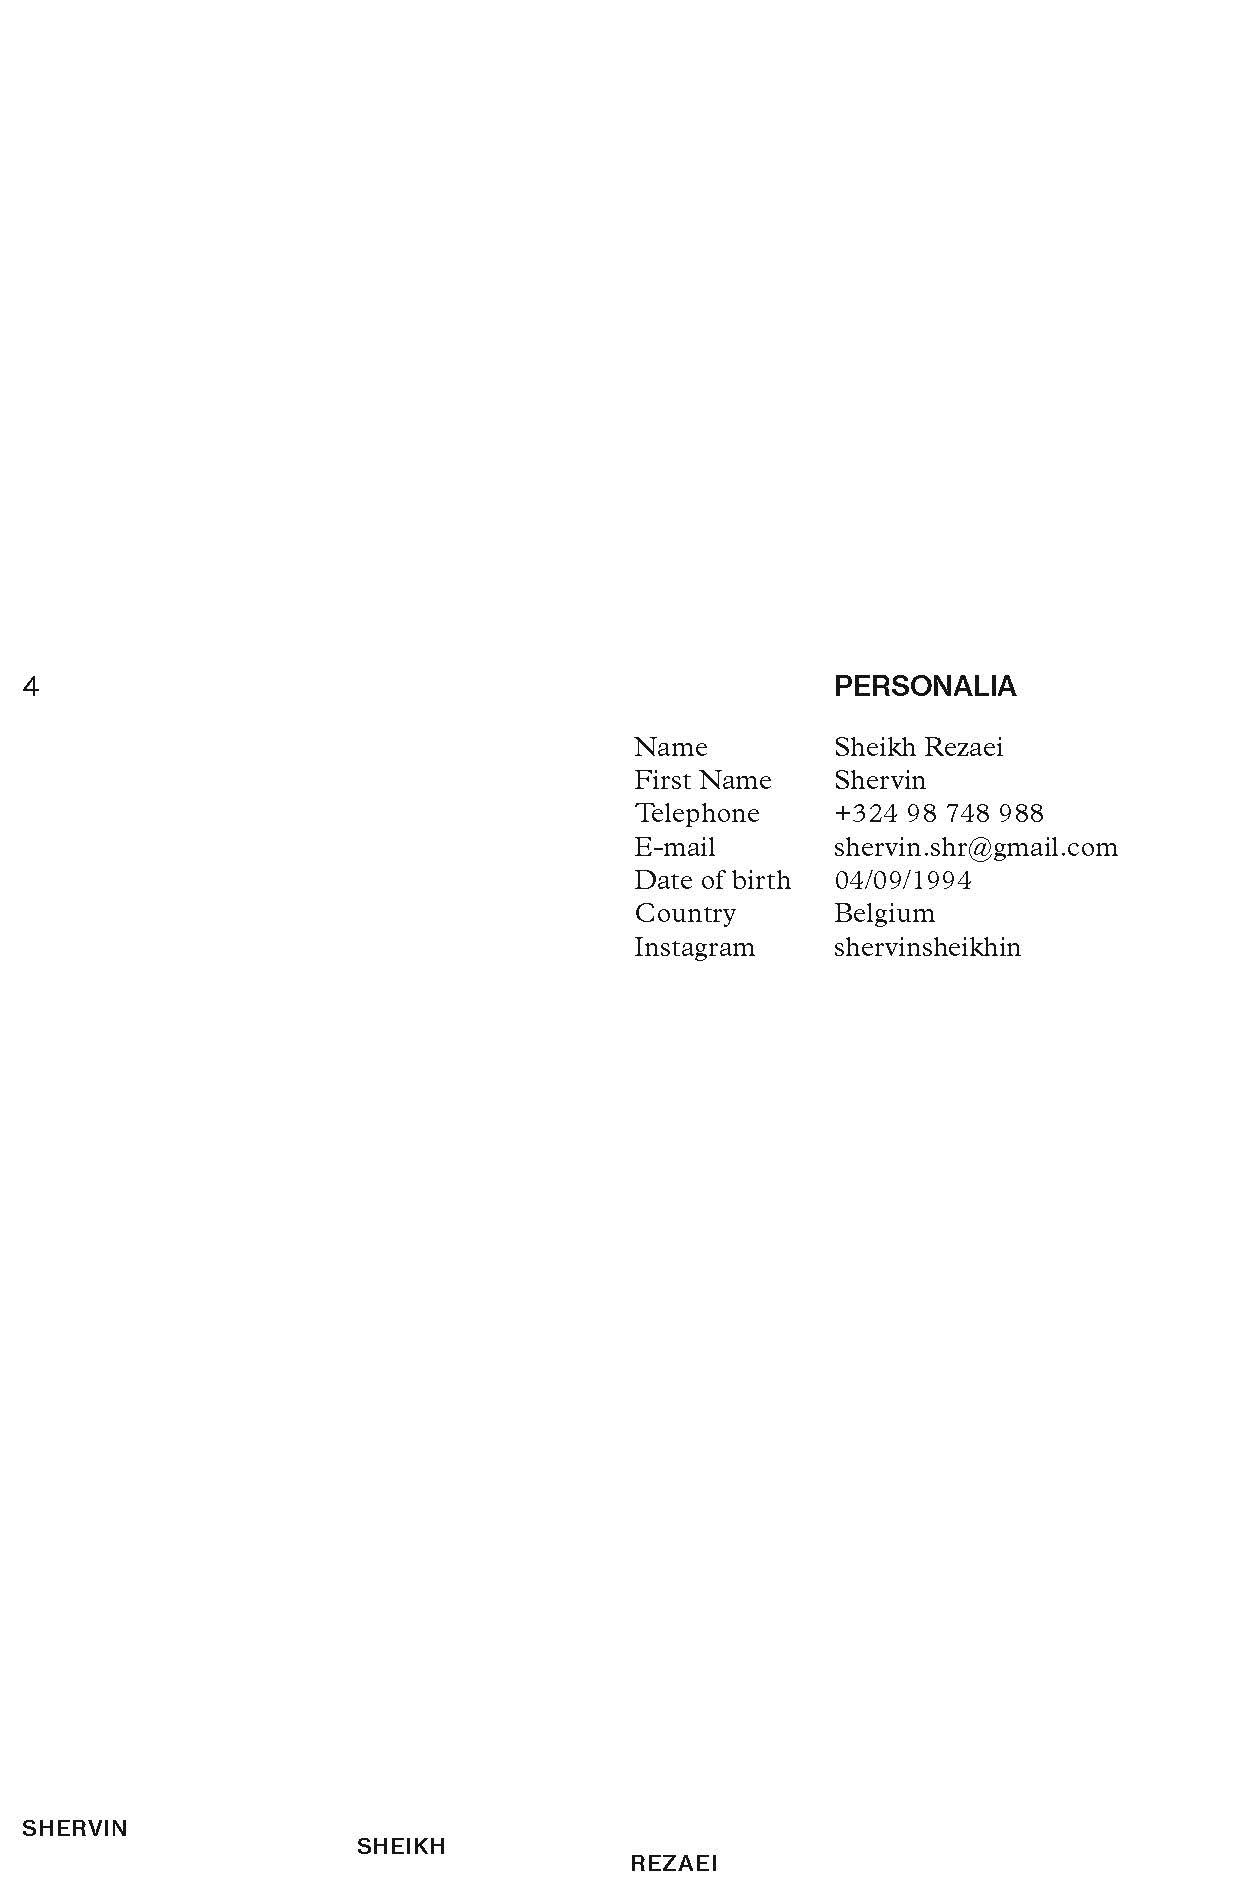 4 PERSONALIA
Name Sheikh Rezaei
First Name Shervin
Telephone +324 98 748 988
E-mail shervin.shr@gmail.com
Date of birth 04/09/1994
Country Belgium
Instagram shervinsheikhin
SHERVIN
SHEIKH
REZAEI